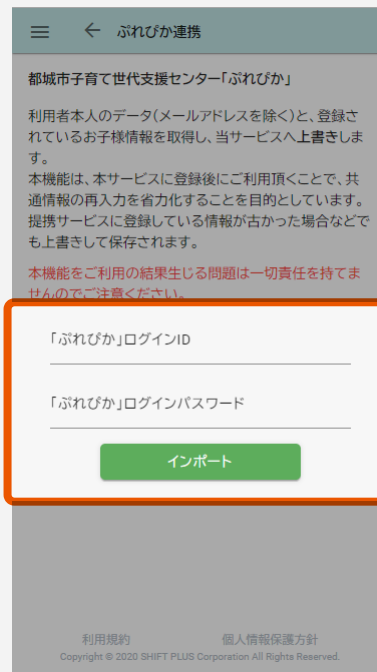 ぷれぴか連携
都城市子育て世代支援センター「ぷれぴか」
利用者本人のデータ(メールアドレスを除く)と、登録さ
れているお子様情報を取得し、当サービスへ上書きしま
す。
本機能は、本サービスに登録後にご利用頂くことで、共
通情報の再入力を省力化することを目的としています。
提携サービスに登録している情報が古かった場合などで
も上書きして保存されます。
本機能をご利用の結果生じる問題は一切責任を持てま
せんのでご注意ください。
「ぷれぴか」ログインID
「ぷれぴか」ログインパスワード
インポート
利用規約 個人情報保護方針
Copyright © 2020 SHIFT PLUS Corporation All Rights Reserved.